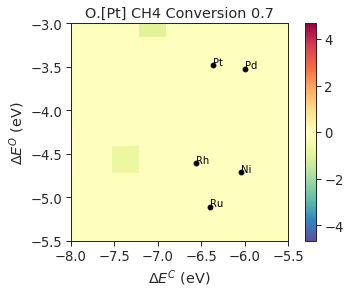 O.[Pt] CH4 Conversion 0.7
−3.0
−3.5
−4.0
−4.5
−5.0
−5.5
ΔE^O (eV)
Pt
Pd
Rh
Ni
Ru
−8.0 −7.5 −7.0 −6.5 −6.0 −5.5
ΔE^C (eV)
4
2
0
−2
−4